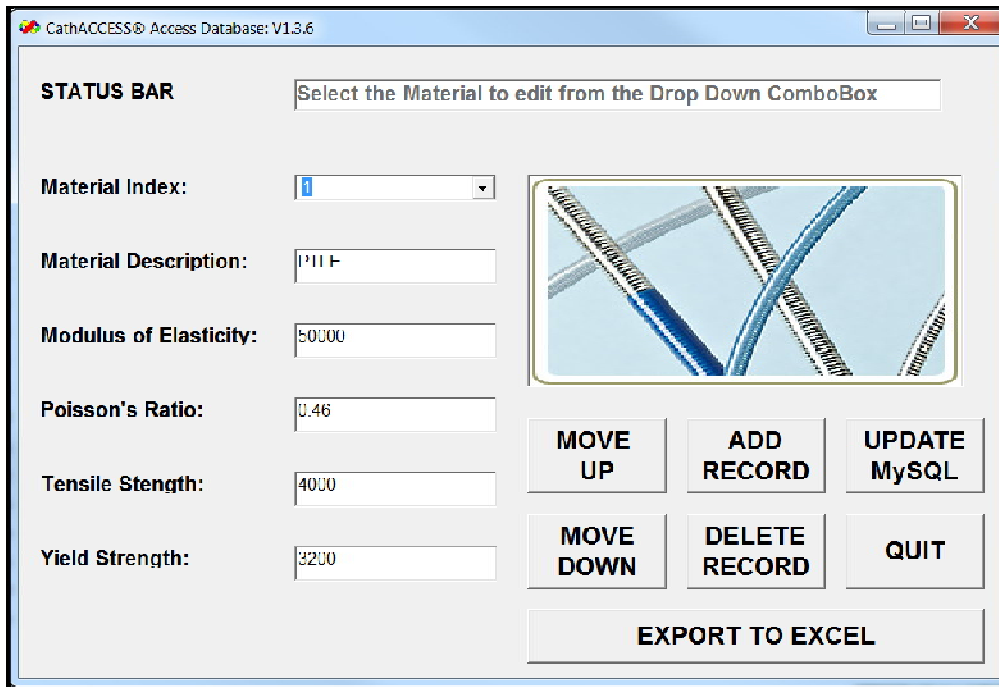 CathACCESS® Access Database: V1.3.6
STATUS BAR
Select the Material to edit from the Drop Down ComboBox
Material Index:
1
Material Description:
PTFE
Modulus of Elasticity:
50000
Poisson's Ratio:
0.46
Tensile Stength:
4000
Yield Strength:
3200
MOVE
UP
ADD
RECORD
UPDATE
MySQL
MOVE
DOWN
DELETE
RECORD
QUIT
EXPORT TO EXCEL